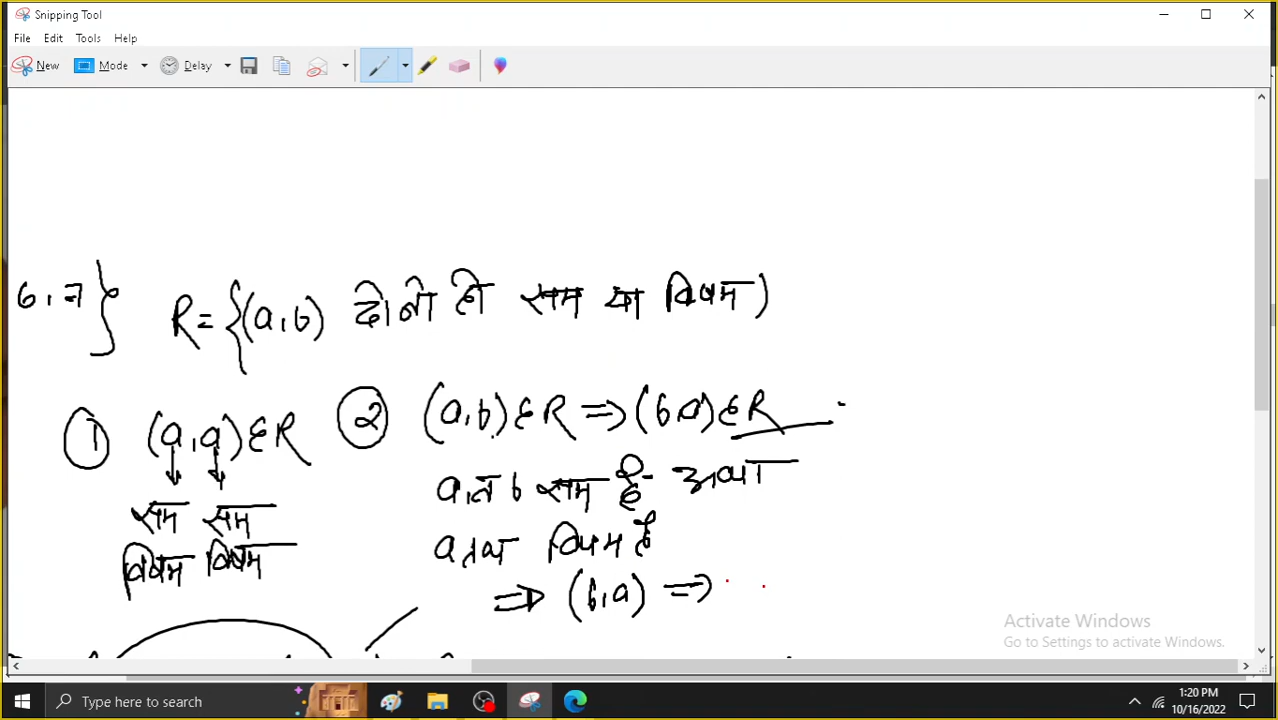 Snipping Tool
File Edit Tools Help
New Mode Delay
6, 7}
R = {(a, b) दोनो ही सम या विषम}
① (a, a) ∈ R
सम सम
विषम विषम
② (a, b) ∈ R ⇒ (b, a) ∈ R
a, b सम है अथवा
a, विषम है
⇒ (b, a) ⇒
Activate Windows
Go to Settings to activate Windows.
Type here to search
1:20 PM
10/16/2022